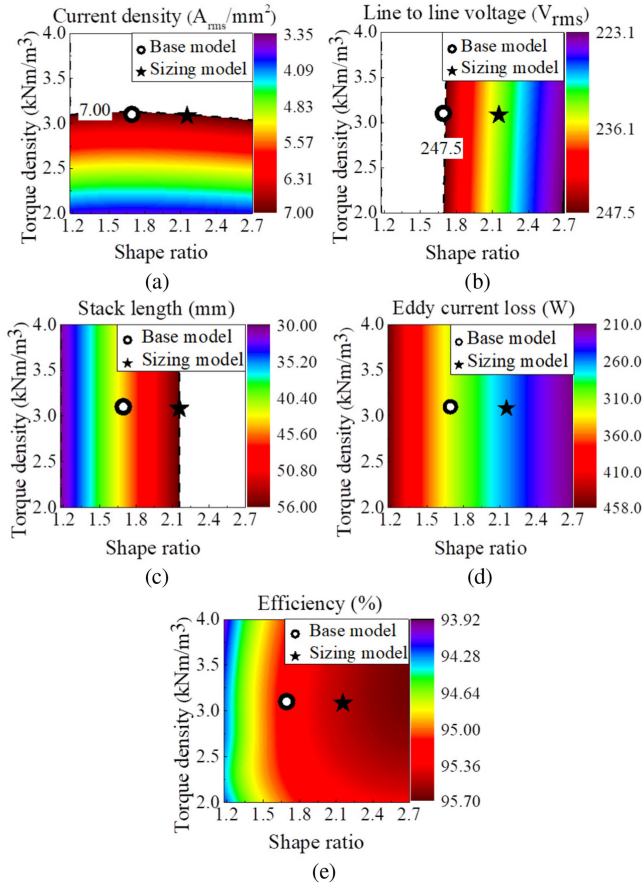 Current density (A_rms/mm²)
Torque density (kNm/m³)
4.0
3.5
3.0
2.5
2.0
7.00
Base model
Sizing model
3.35
4.09
4.83
5.57
6.31
7.00
1.2 1.5 1.8 2.1 2.4 2.7
Shape ratio
(a)
Line to line voltage (V_rms)
Torque density (kNm/m3)
4.0
3.5
3.0
2.5
2.0
Base model
Sizing model
247.5
223.1
236.1
247.5
1.2 1.5 1.8 2.1 2.4 2.7
Shape ratio
(b)
Stack length (mm)
Torque density (kNm/m³)
4.0
3.5
3.0
2.5
2.0
Base model
Sizing model
30.00
35.20
40.40
45.60
50.80
56.00
1.2 1.5 1.8 2.1 2.4 2.7
Shape ratio
(c)
Eddy current loss (W)
Torque density (kNm/m³)
4.0
3.5
3.0
2.5
2.0
Base model
Sizing model
210.0
260.0
310.0
360.0
410.0
458.0
1.2 1.5 1.8 2.1 2.4 2.7
Shape ratio
(d)
Efficiency (%)
Torque density (kNm/m³)
4.0
3.5
3.0
2.5
2.0
Base model
Sizing model
93.92
94.28
94.64
95.00
95.36
95.70
1.2 1.5 1.8 2.1 2.4 2.7
Shape ratio
(e)